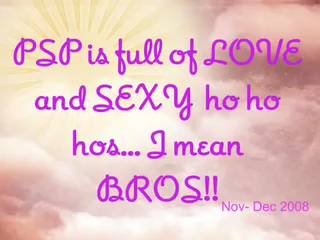 PSP is full of LOVE
and SEXY ho ho
hos... I mean
BROS!!
Nov- Dec 2008